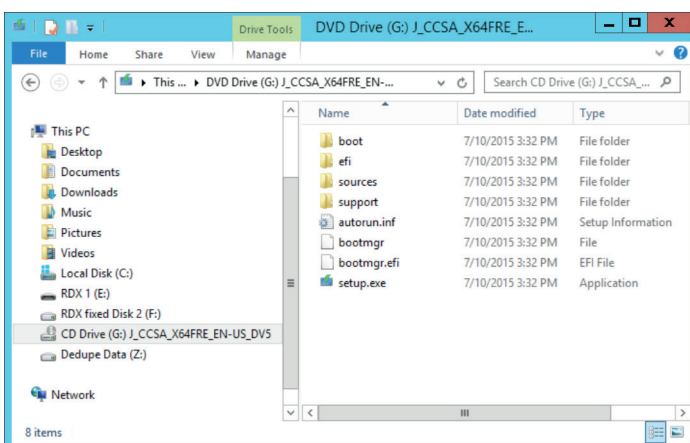 Drive Tools
DVD Drive (G:) J_CCSA_X64FRE_E...
File Home Share View Manage
This ... DVD Drive (G:) J_CCSA_X64FRE_EN-...
Search CD Drive (G:) J_CCSA_...
Name Date modified Type
This PC
Desktop
Documents
Downloads
Music
Pictures
Videos
Local Disk (C:)
RDX 1 (E:)
RDX fixed Disk 2 (F:)
CD Drive (G:) J_CCSA_X64FRE_EN-US_DV5
Dedupe Data (Z:)
Network
boot 7/10/2015 3:32 PM File folder
efi 7/10/2015 3:32 PM File folder
sources 7/10/2015 3:32 PM File folder
support 7/10/2015 3:32 PM File folder
autorun.inf 7/10/2015 3:32 PM Setup Information
bootmgr 7/10/2015 3:32 PM File
bootmgr.efi 7/10/2015 3:32 PM EFI File
setup.exe 7/10/2015 3:32 PM Application
8 items